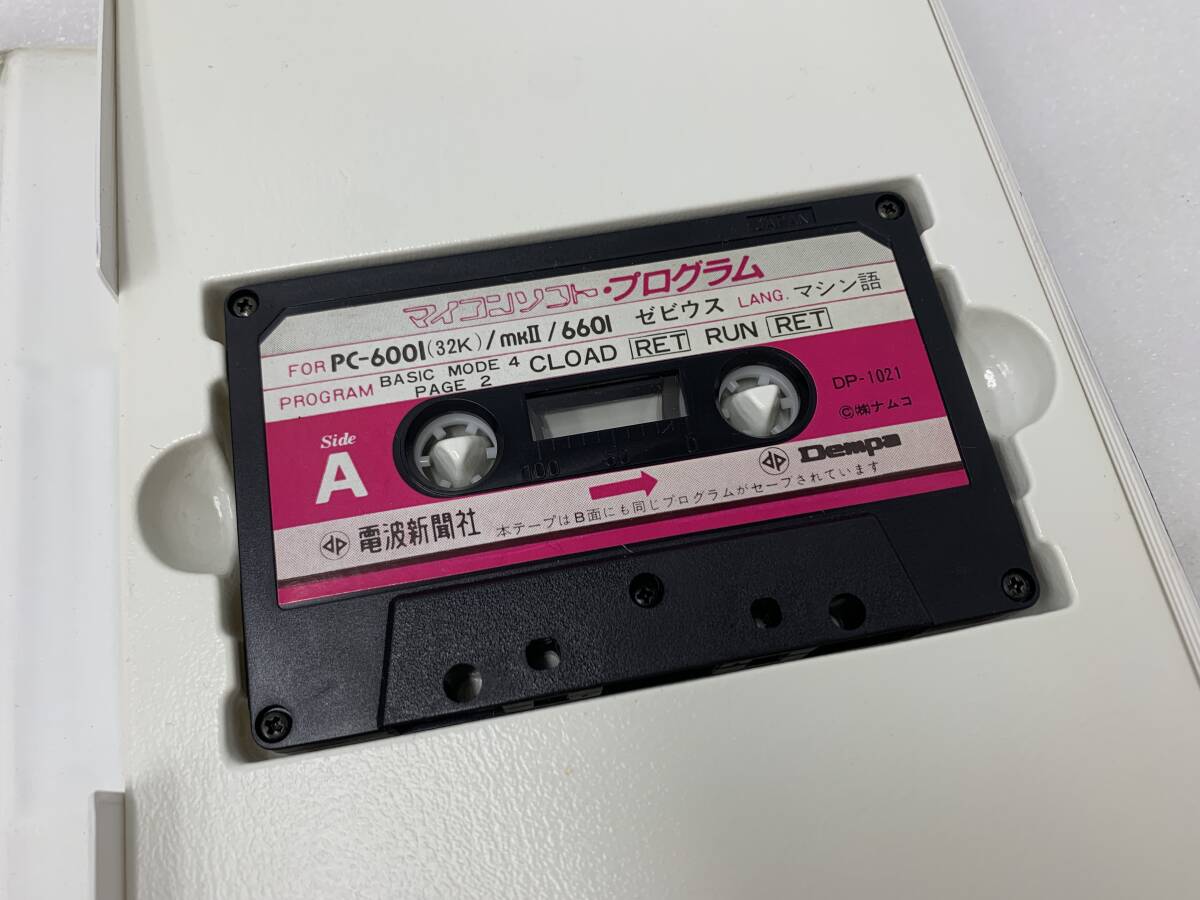 JAPAN
マイコンソフト・プログラム
FOR PC-6001(32K)/mkII/6601 ゼビウス LANG. マシン語
PROGRAM BASIC MODE 4 PAGE 2 CLOAD RET RUN RET
DP-1021
Ⓒ㈱ナムコ
Side
A
100 50 0
DP Dempa
DP 電波新聞社 本テープはB面にも同じプログラムがセーブされています